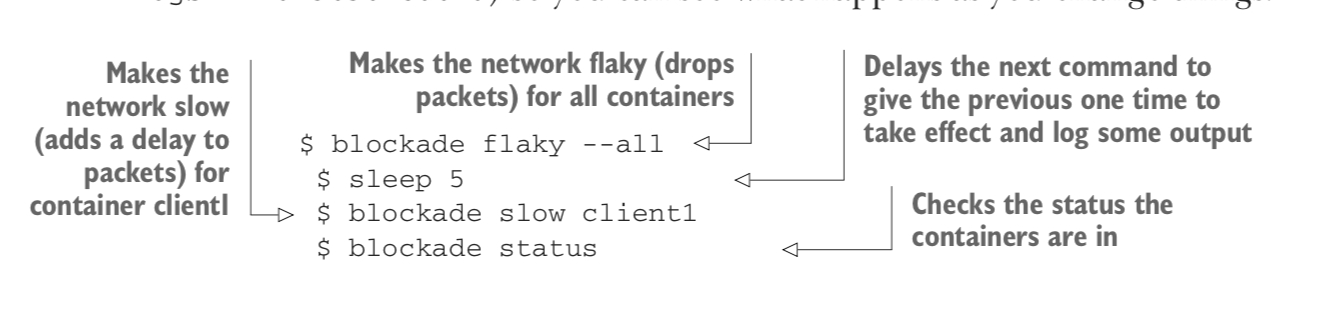 Makes the
network slow
(adds a delay to
packets) for
container clientl
Makes the network flaky (drops
packets) for all containers
Delays the next command to
give the previous one time to
take effect and log some output
$ blockade flaky --all
$ sleep 5
$ blockade slow client1
$ blockade status
Checks the status the
containers are in